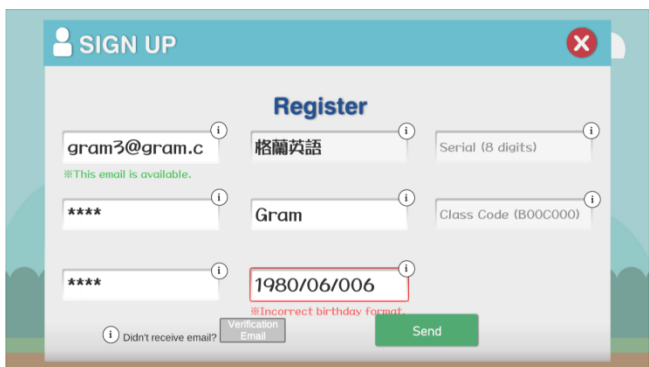 SIGN UP
Register
gram3@gram.c
格蘭英語
Serial (8 digits)
※This email is available.
****
Gram
Class Code (B00C000)
****
1980/06/006
※Incorrect birthday format.
Didn't receive email?
Verification
Email
Send